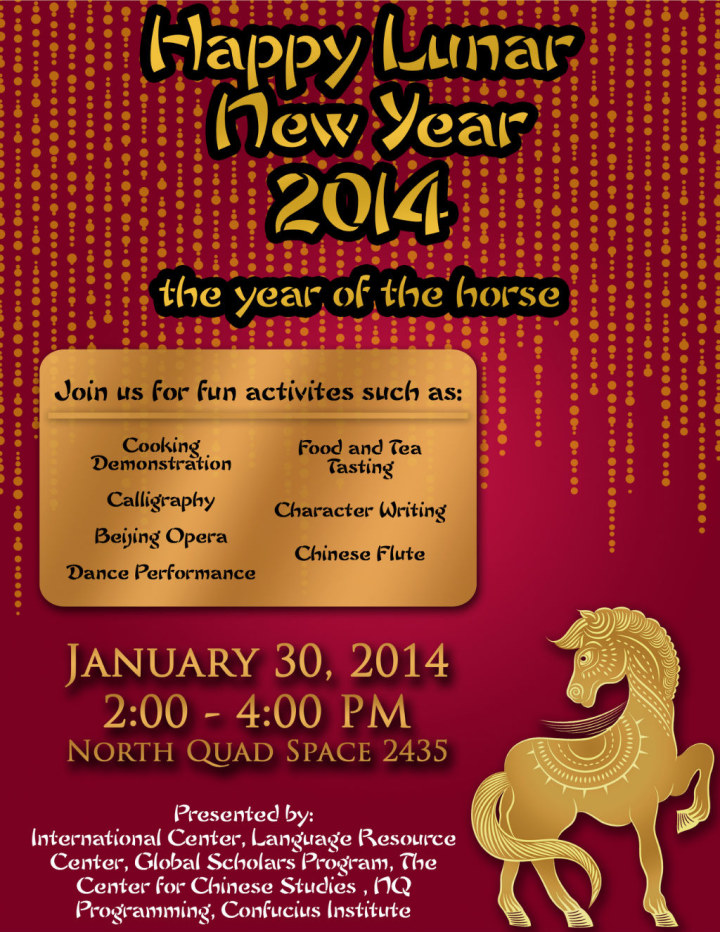 Happy Lunar
New Year
2014
the year of the horse
Join us for fun activites such as:
Cooking
Demonstration
Calligraphy
Beijing Opera
Dance Performance
Food and Tea
Tasting
Character Writing
Chinese Flute
January 30, 2014
2:00 - 4:00 PM
North Quad Space 2435
Presented by:
International Center, Language Resource
Center, Global Scholars Program, The
Center for Chinese Studies , NQ
Programming, Confucius Institute